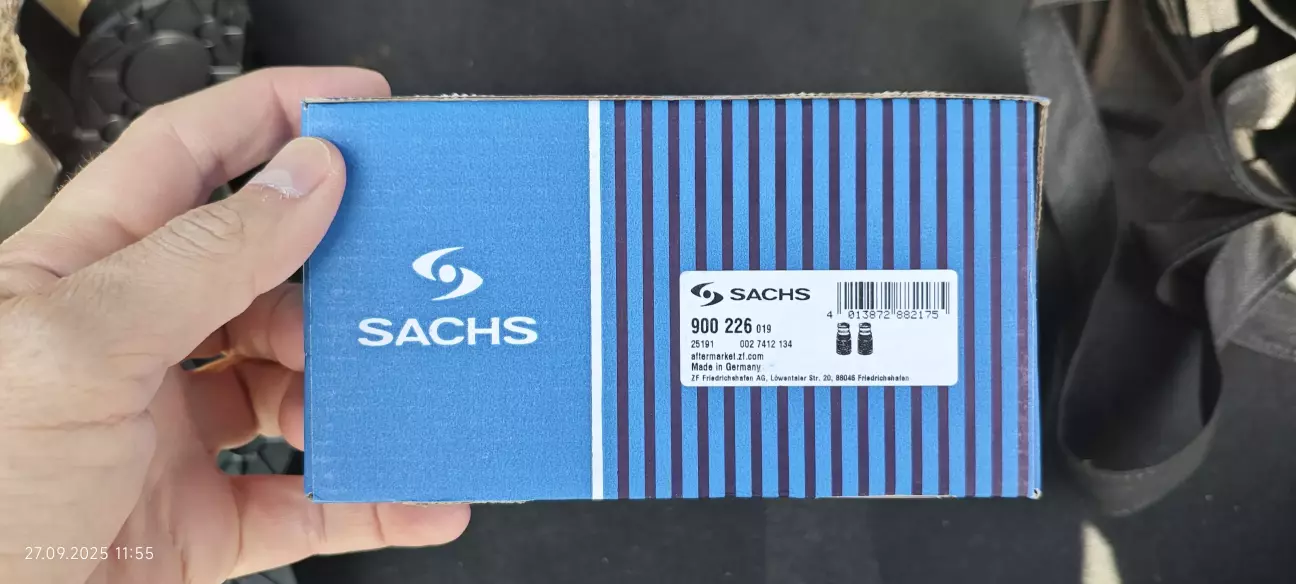 SACHS
SACHS
4 013872 882175
900 226 019
25191 002 7412 134
aftermarket.zf.com
Made in Germany
ZF Friedrichshafen AG, Löwentaler Str. 20, 88046 Friedrichshafen
27.09.2025 11:55